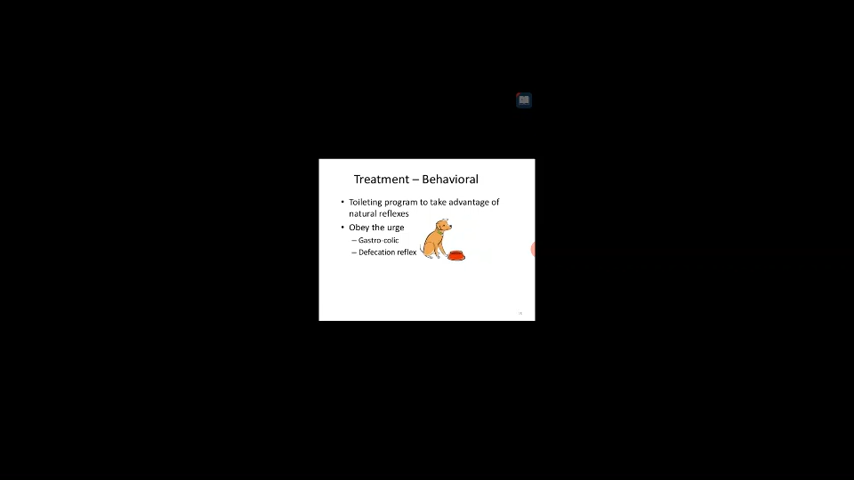 Treatment – Behavioral
• Toileting program to take advantage of
natural reflexes
• Obey the urge
– Gastro-colic
– Defecation reflex